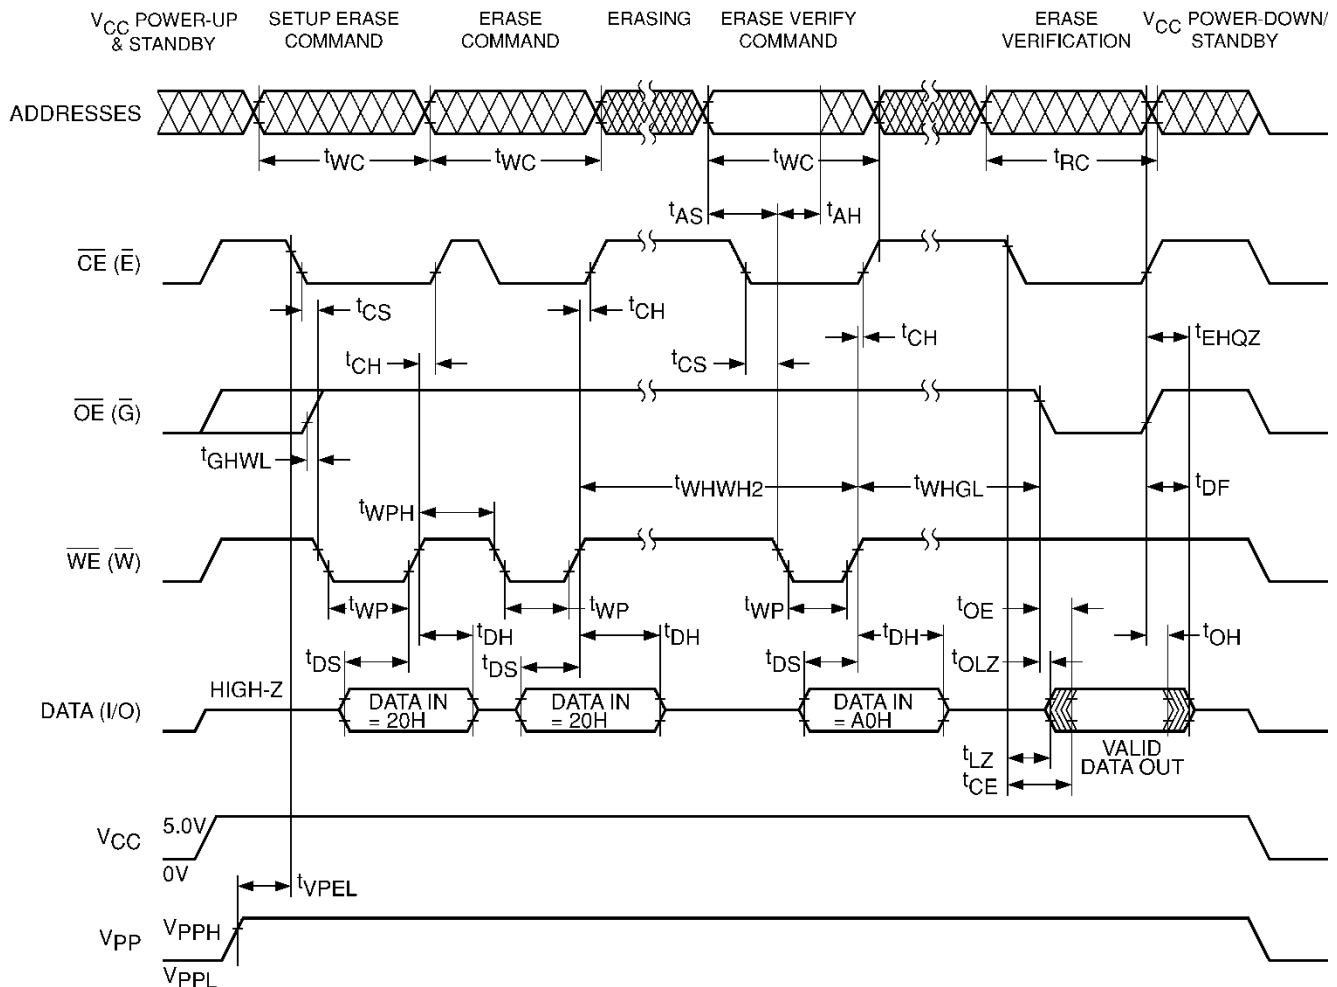 VCC POWER-UP & STANDBY
SETUP ERASE COMMAND
ERASE COMMAND
ERASING
ERASE VERIFY COMMAND
ERASE VERIFICATION
VCC POWER-DOWN/ STANDBY
ADDRESSES
tWC
tWC
tWC
tRC
tAS
tAH
CE (E)
tCS
tCH
tCH
tCS
tCH
tEHQZ
OE (G)
tGHWL
tWHWH2
tWHGL
tDF
tWPH
WE (W)
tWP
tWP
tWP
tOE
tDH
tDH
tDH
tOH
tDS
tDS
tDS
tOLZ
HIGH-Z
DATA (I/O)
DATA IN = 20H
DATA IN = 20H
DATA IN = A0H
VALID DATA OUT
tLZ
tCE
VCC
5.0V
0V
tVPEL
VPP
VPPH
VPPL